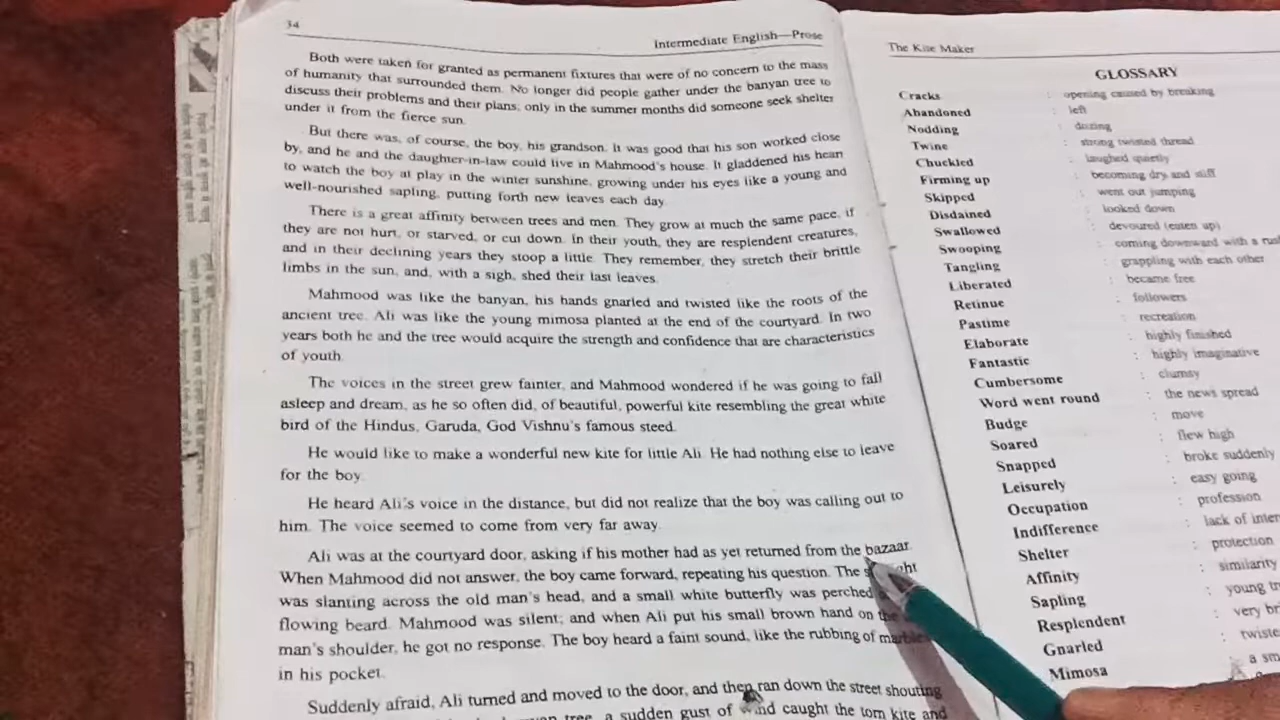 34
Intermediate English—Prose
Both were taken for granted as permanent fixtures that were of no concern to the mass
of humanity that surrounded them. No longer did people gather under the banyan tree to
discuss their problems and their plans; only in the summer months did someone seek shelter
under it from the fierce sun.
But there was, of course, the boy, his grandson. It was good that his son worked close
by, and he and the daughter-in-law could live in Mahmood's house. It gladdened his heart
to watch the boy at play in the winter sunshine, growing under his eyes like a young and
well-nourished sapling, putting forth new leaves each day.
There is a great affinity between trees and men. They grow at much the same pace, if
they are not hurt, or starved, or cut down. In their youth, they are resplendent creatures,
and in their declining years they stoop a little. They remember, they stretch their brittle
limbs in the sun, and, with a sigh, shed their last leaves.
Mahmood was like the banyan, his hands gnarled and twisted like the roots of the
ancient tree. Ali was like the young mimosa planted at the end of the courtyard. In two
years both he and the tree would acquire the strength and confidence that are characteristics
of youth.
The voices in the street grew fainter, and Mahmood wondered if he was going to fall
asleep and dream, as he so often did, of beautiful, powerful kite resembling the great white
bird of the Hindus, Garuda, God Vishnu's famous steed.
He would like to make a wonderful new kite for little Ali. He had nothing else to leave
for the boy.
He heard Ali's voice in the distance, but did not realize that the boy was calling out to
him. The voice seemed to come from very far away.
Ali was at the courtyard door, asking if his mother had as yet returned from the bazaar.
When Mahmood did not answer, the boy came forward, repeating his question. The
was slanting across the old man's head, and a small white butterfly was perched
flowing beard. Mahmood was silent; and when Ali put his small brown hand on the
man's shoulder, he got no response. The boy heard a faint sound, like the rubbing of marbles
in his pocket.
Suddenly afraid, Ali turned and moved to the door, and then ran down the street shouting
tree, a sudden gust of wind caught the torn kite and
The Kite Maker
GLOSSARY
Cracks : opening caused by breaking
Abandoned : left
Nodding : dozing
Twine : strong twisted thread
Chuckled : laughed quietly
Firming up : becoming dry and stiff
Skipped : went out jumping
Disdained : looked down
Swallowed : devoured (eaten up)
Swooping : coming downward with a
Tangling : grappling with each other
Liberated : became free
Retinue : followers
Pastime : recreation
Elaborate : highly finished
Fantastic : highly imaginative
Cumbersome : clumsy
Word went round : the news spread
Budge : move
Soared : flew high
Snapped : broke suddenly
Leisurely : easy going
Occupation : profession
Indifference : lack of
Shelter : protection
Affinity : similarity
Sapling : young
Resplendent : very
Gnarled :
Mimosa : a